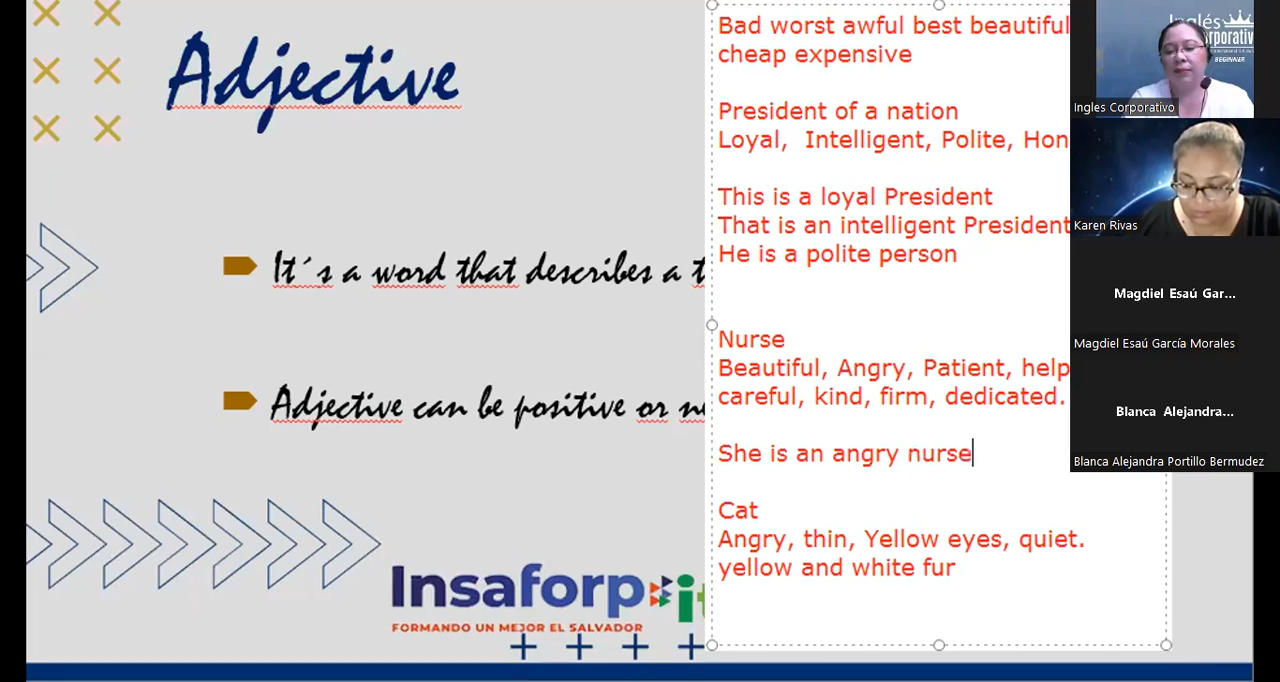 Adjective
It´s a word that describes a t
Adjective can be positive or n
Insaforp
FORMANDO UN MEJOR EL SALVADOR
Bad worst awful best beautiful
cheap expensive
President of a nation
Loyal, Intelligent, Polite, Hon
This is a loyal President
That is an intelligent President
He is a polite person
Nurse
Beautiful, Angry, Patient, help
careful, kind, firm, dedicated.
She is an angry nurse
Cat
Angry, thin, Yellow eyes, quiet.
yellow and white fur
Inglés
BEGINNER
Ingles Corporativo
Karen Rivas
Magdiel Esaú Gar...
Magdiel Esaú García Morales
Blanca Alejandra...
Blanca Alejandra Portillo Bermudez